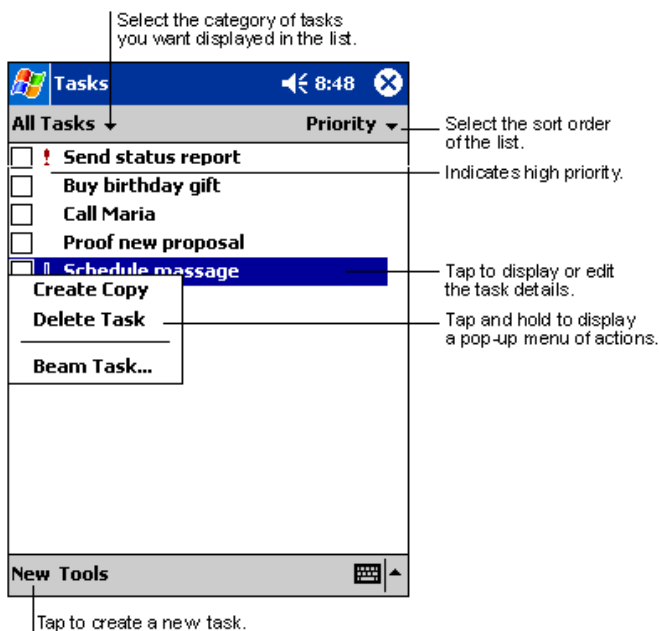 Select the category of tasks
you want displayed in the list.
Tasks 8:48
All Tasks Priority
Select the sort order
of the list.
Send status report
Indicates high priority.
Buy birthday gift
Call Maria
Proof new proposal
Schedule massage
Tap to display or edit
the task details.
Create Copy
Delete Task
Tap and hold to display
a pop-up menu of actions.
Beam Task...
New Tools
Tap to create a new task.